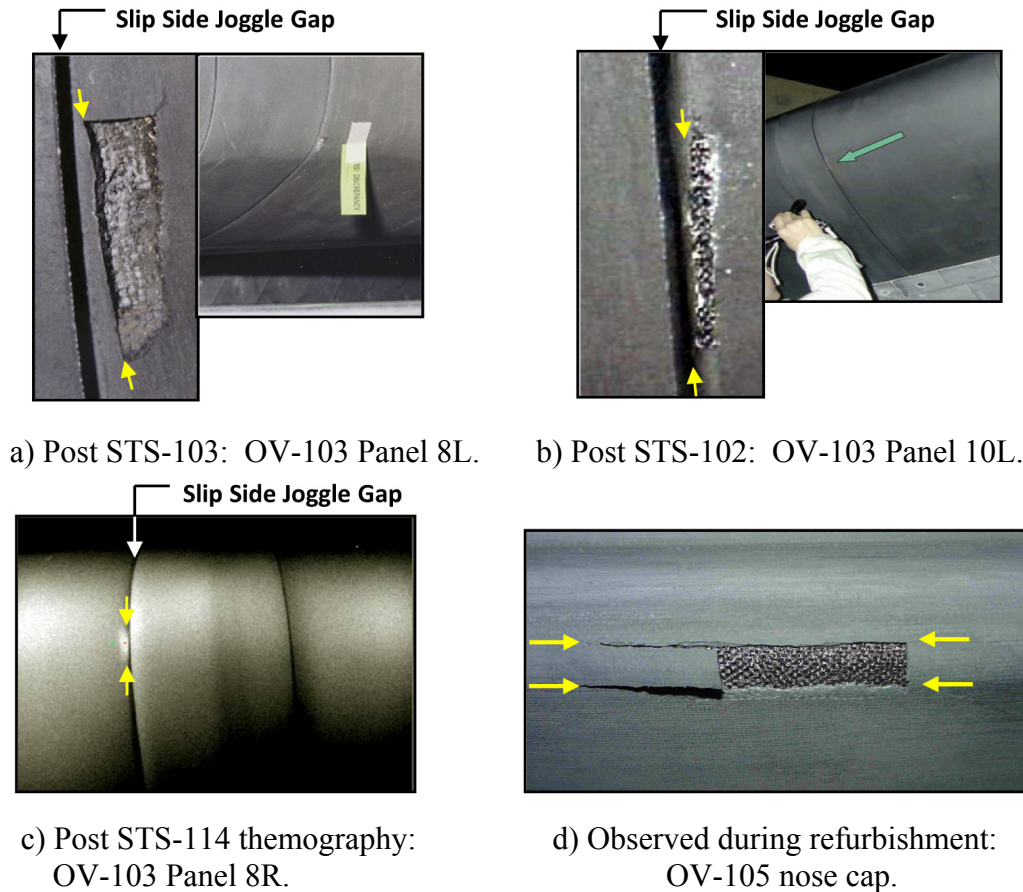 Slip Side Joggle Gap
Slip Side Joggle Gap
DISCREPANCY
a) Post STS-103:  OV-103 Panel 8L.
b) Post STS-102:  OV-103 Panel 10L.
Slip Side Joggle Gap
c) Post STS-114 themography:
OV-103 Panel 8R.
d) Observed during refurbishment:
OV-105 nose cap.